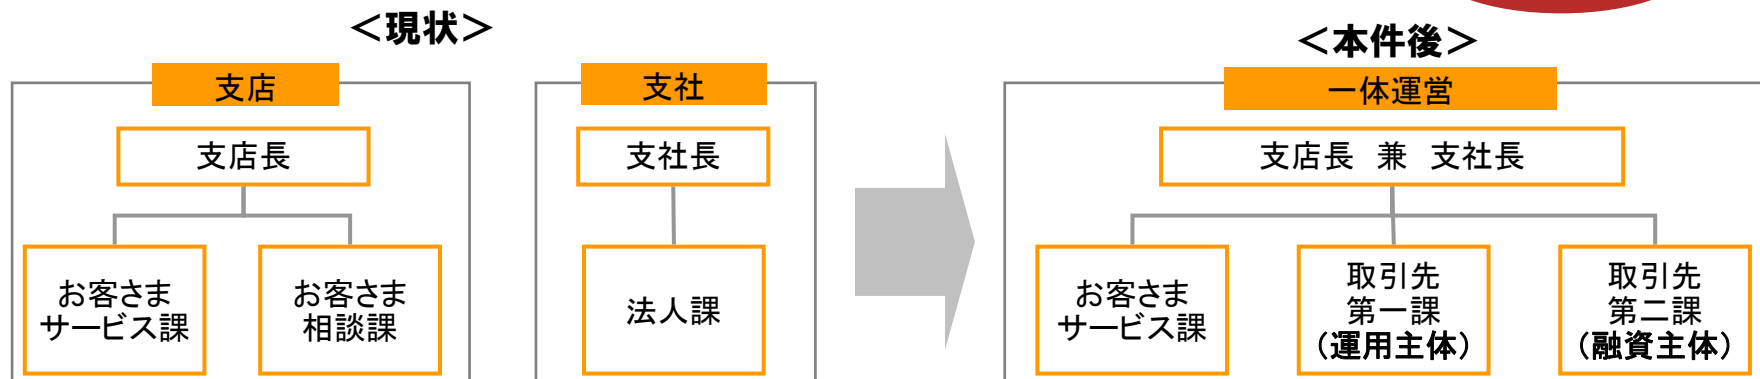 ＜現状＞
支店
支店長
お客さま
サービス課
お客さま
相談課
支社
支社長
法人課
＜本件後＞
一体運営
支店長　兼　支社長
お客さま
サービス課
取引先
第一課
（運用主体）
取引先
第二課
（融資主体）